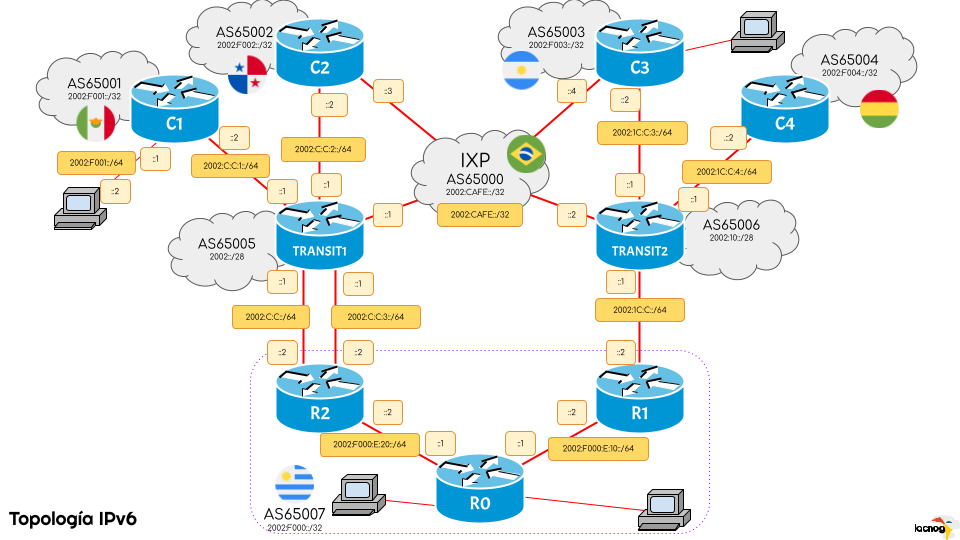 AS65002
2002:F002::/32
C2
AS65003
2002:F003::/32
C3
AS65004
2002:F004::/32
C4
AS65001
2002:F001::/32
C1
::3
::4
::2
::2
::2
::2
2002:F001::/64
::1
::2
2002:C:C:1::/64
2002:C:C:2::/64
2002:1C:C:3::/64
2002:1C:C:4::/64
IXP
AS65000
2002:CAFE::/32
2002:CAFE::/32
::1
::1
::1
::2
::1
::1
AS65005
2002::/28
TRANSIT1
TRANSIT2
AS65006
2002:10::/28
::1
::1
::1
2002:C:C::/64
2002:C:C:3::/64
2002:1C:C::/64
::2
::2
::2
R2
R1
::2
::2
2002:F000:E:20::/64
::1
::1
2002:F000:E:10::/64
R0
AS65007
2002:F000::/32
Topología IPv6
lacnog